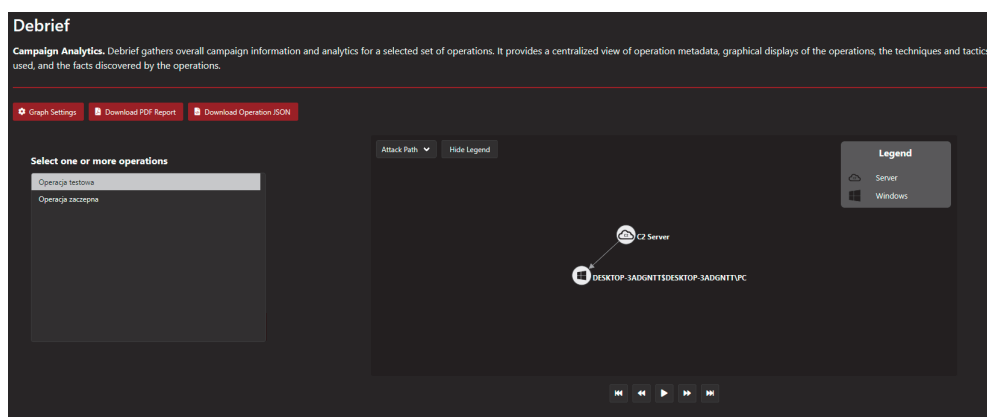 Debrief
Campaign Analytics. Debrief gathers overall campaign information and analytics for a selected set of operations. It provides a centralized view of operation metadata, graphical displays of the operations, the techniques and tactics
used, and the facts discovered by the operations.
Graph Settings
Download PDF Report
Download Operation JSON
Select one or more operations
Operacja testowa
Operacja zaczepna
Attack Path
Hide Legend
Legend
Server
Windows
C2 Server
DESKTOP-3ADGNTT$DESKTOP-3ADGNTT\PC